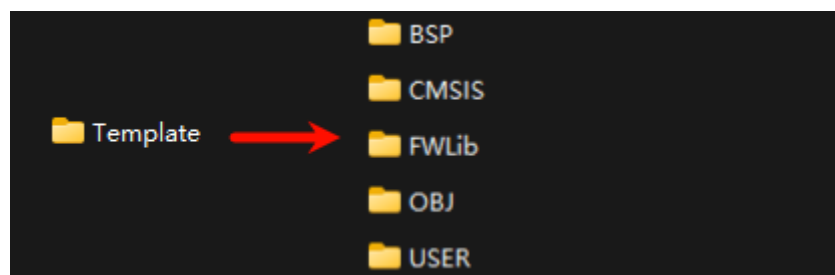 Template
BSP
CMSIS
FWLib
OBJ
USER